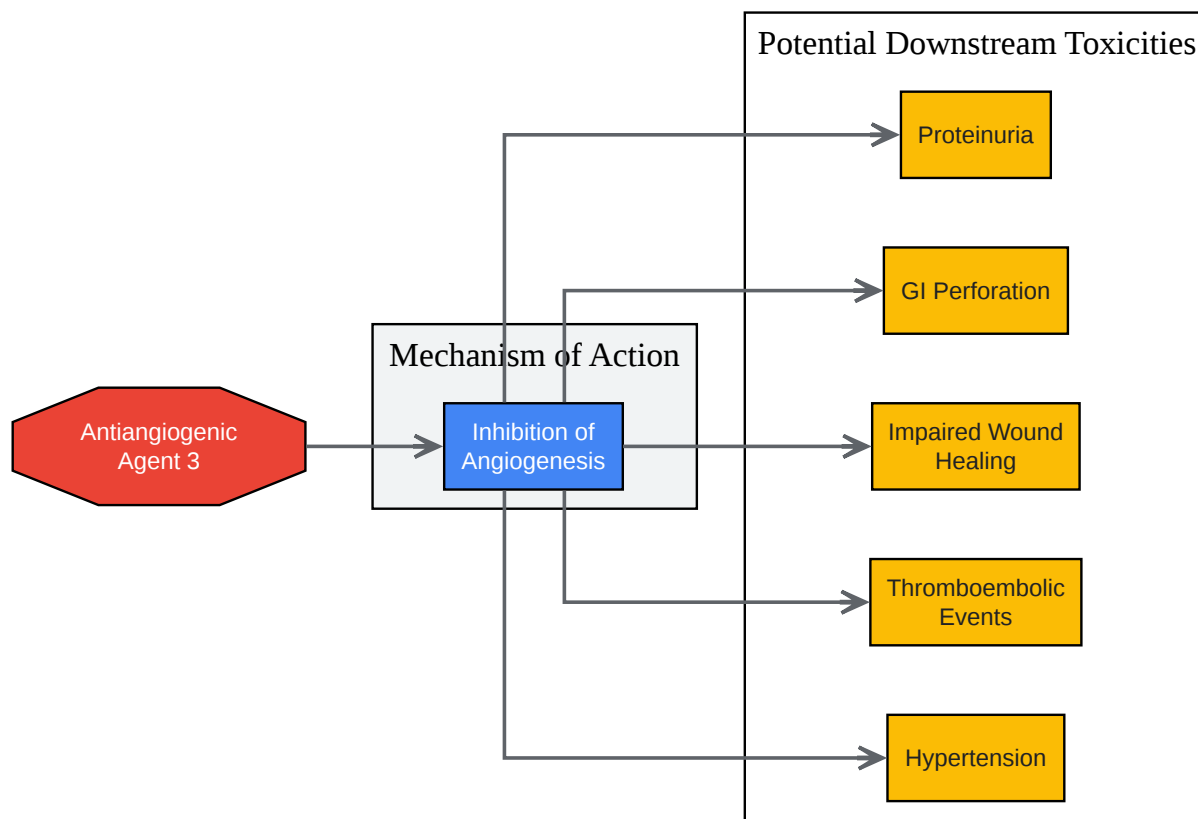 Potential Downstream Toxicities
Proteinuria
GI Perforation
Mechanism of Action
Antiangiogenic
Agent 3
Inhibition of
Angiogenesis
Impaired Wound
Healing
Thromboembolic
Events
Hypertension